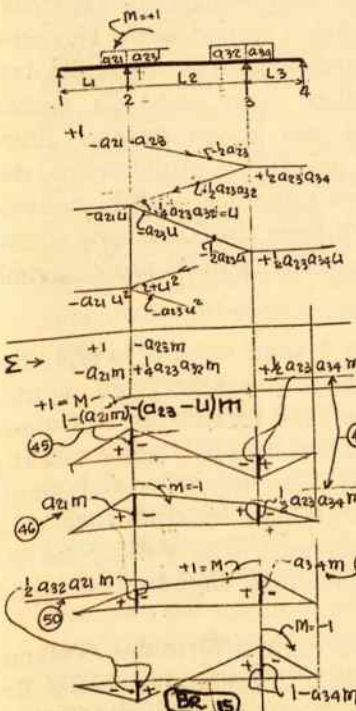 M=+1
a21 a23 a32 a34
L1 L2 L3
1 2 3 4
+1
-a21 -a23 -½a23
+½a23a34
+½a23a32
-a21u +¼a23a32=u
-a23u -½a23u +½a23a34u
-a21u² ++u²
-a23u²
Σ→ +1 -a23m
-a21m +¼a23a32m +½a23a34m
+1=M -(a23-u)m
1-(a21m)
45 + - - +
46 a21m M=-1 ½a23a34m
+ - + -
+1=M a34m
½a32a21m
50 + - + -
M=-1
- + + -
1-a34m
BR 15